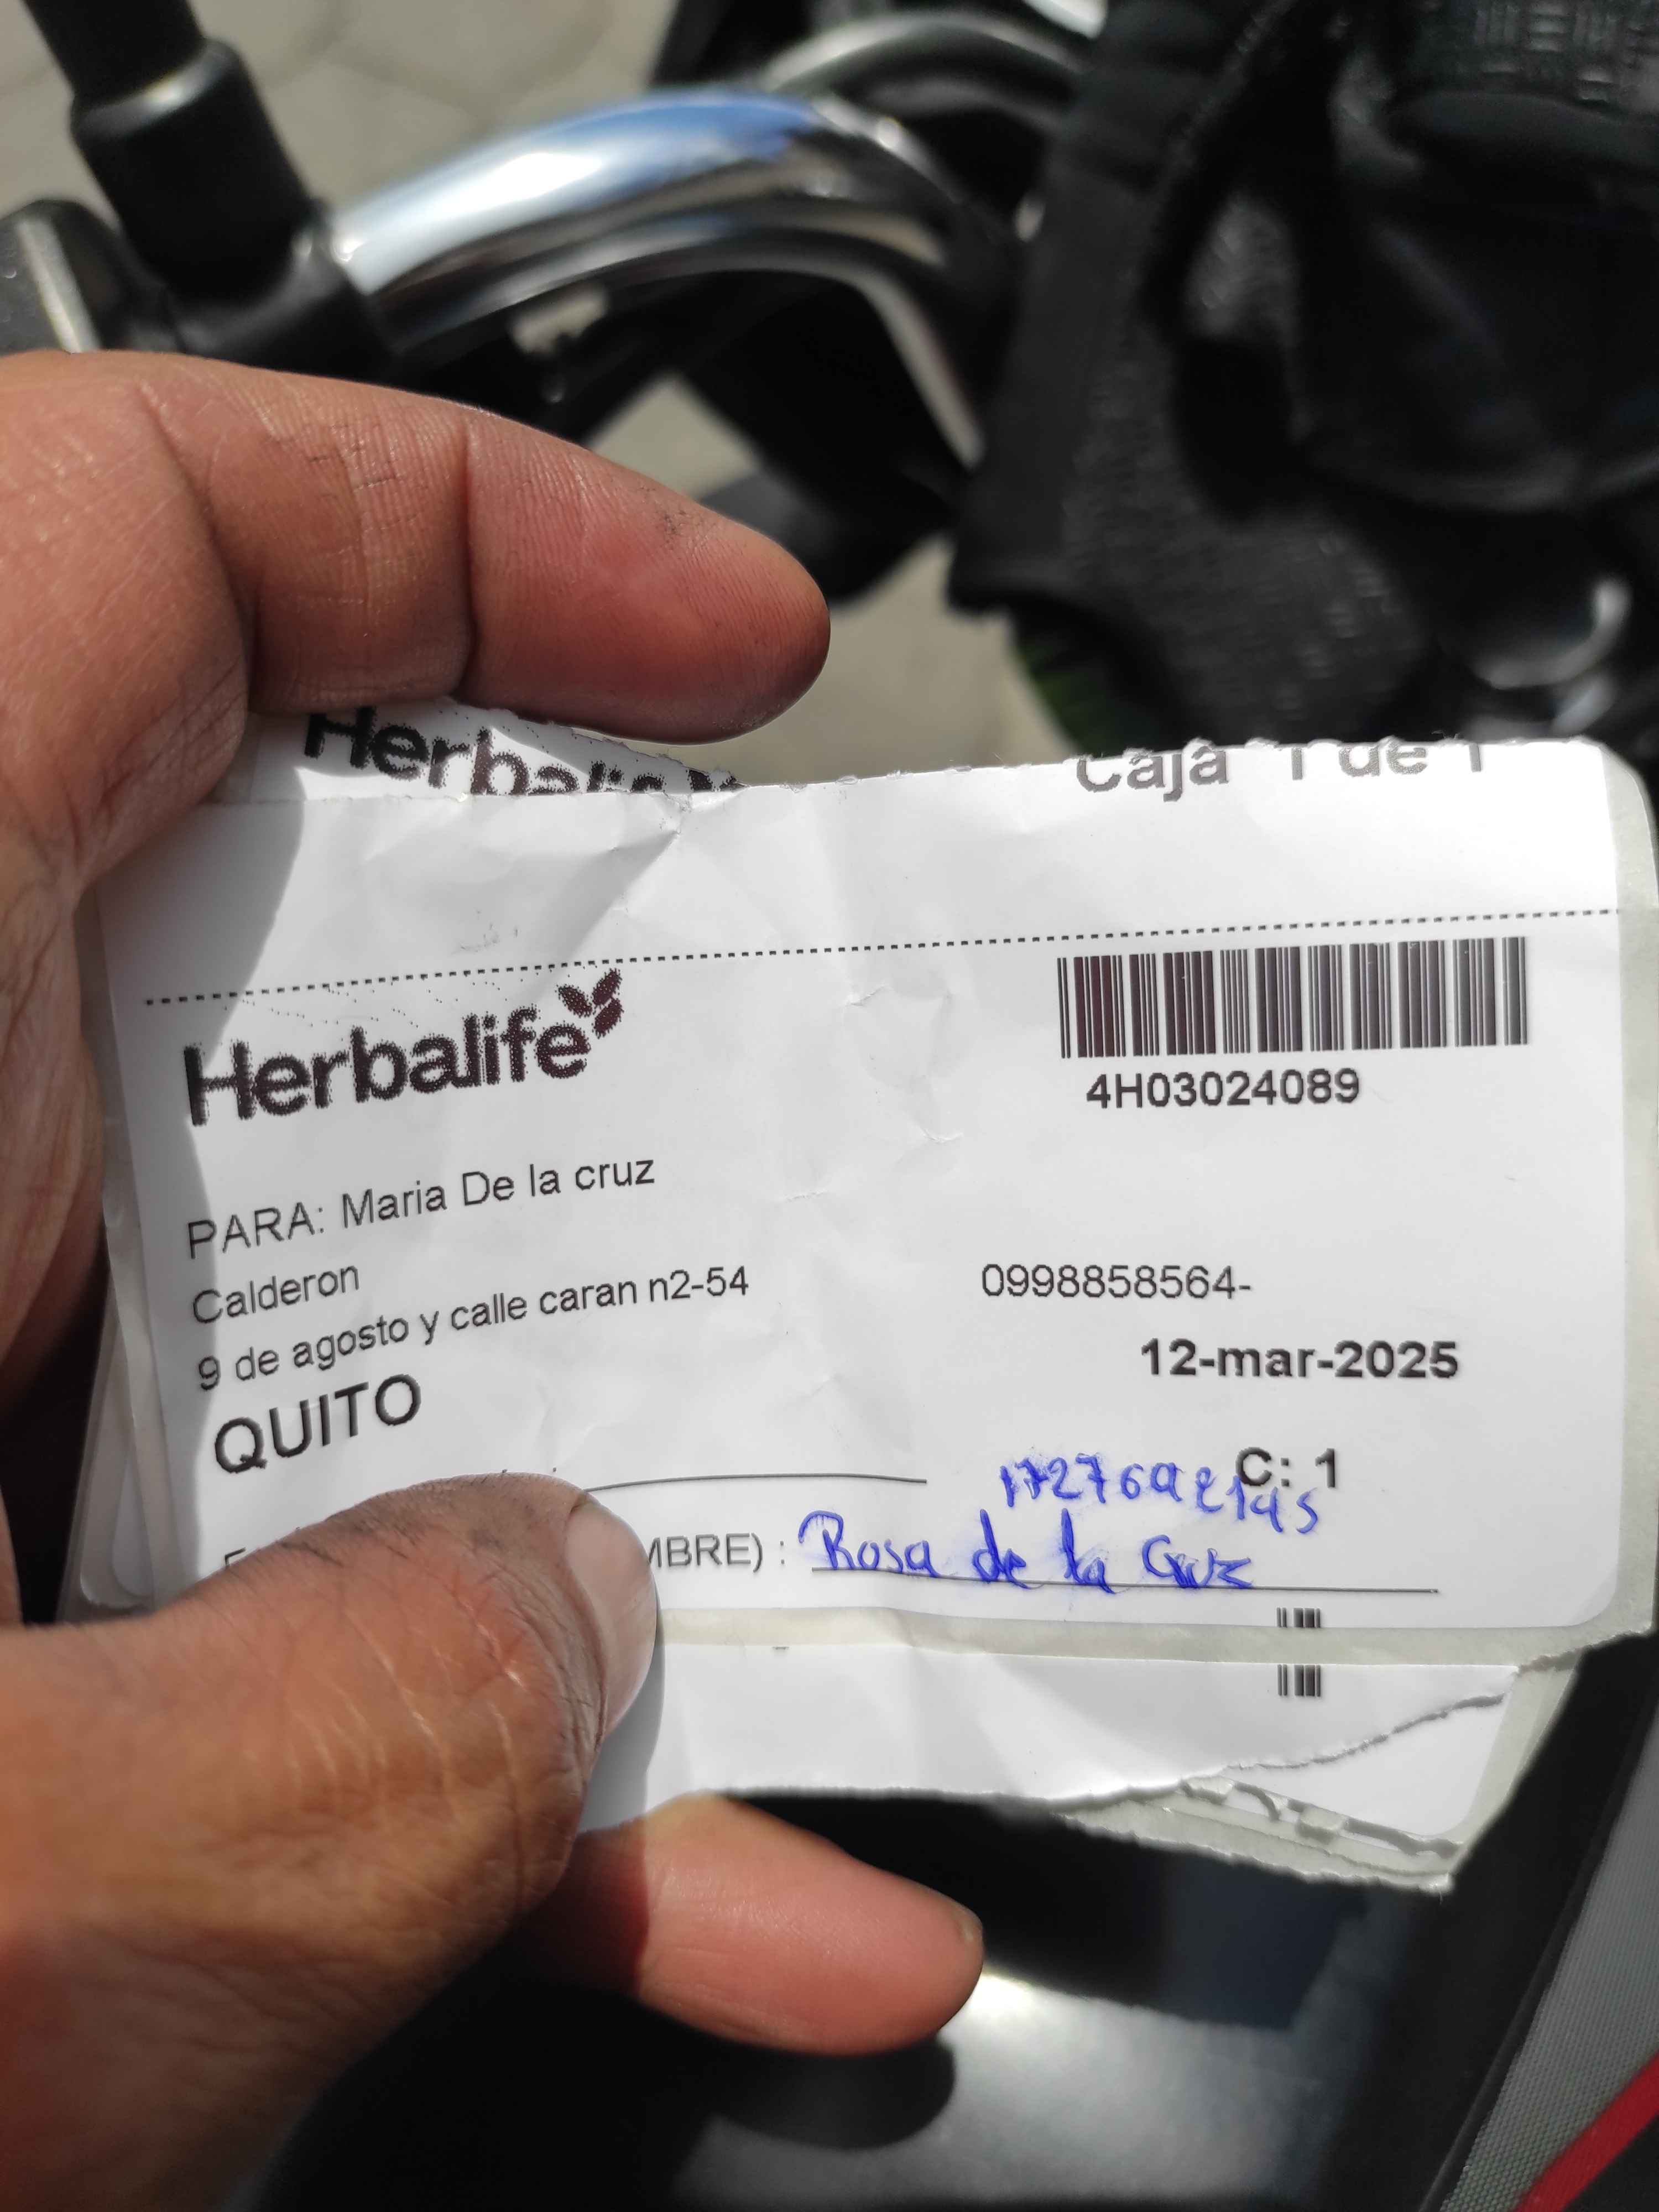 Herbalife
Caja 1 de 1
Herbalife
4H03024089
PARA: Maria De la cruz
Calderon
9 de agosto y calle caran n2-54
0998858564-
12-mar-2025
QUITO
C: 1
MBRE) : Rosa de la Cruz